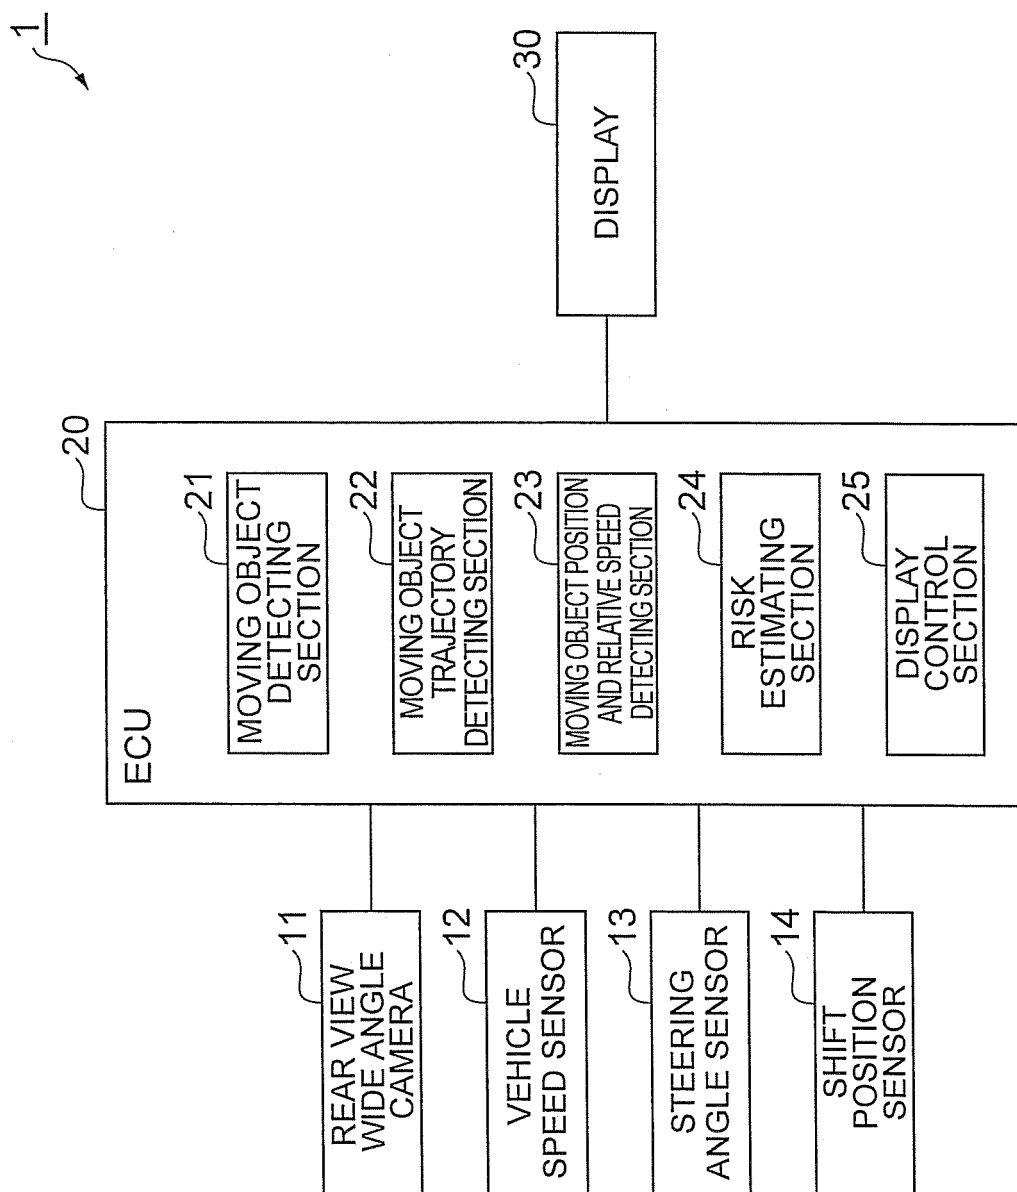 1
11
REAR VIEW
WIDE ANGLE
CAMERA
12
VEHICLE
SPEED SENSOR
13
STEERING
ANGLE SENSOR
14
SHIFT
POSITION
SENSOR
20
ECU
21
MOVING OBJECT
DETECTING
SECTION
22
MOVING OBJECT
TRAJECTORY
DETECTING SECTION
23
MOVING OBJECT POSITION
AND RELATIVE SPEED
DETECTING SECTION
24
RISK
ESTIMATING
SECTION
25
DISPLAY
CONTROL
SECTION
30
DISPLAY